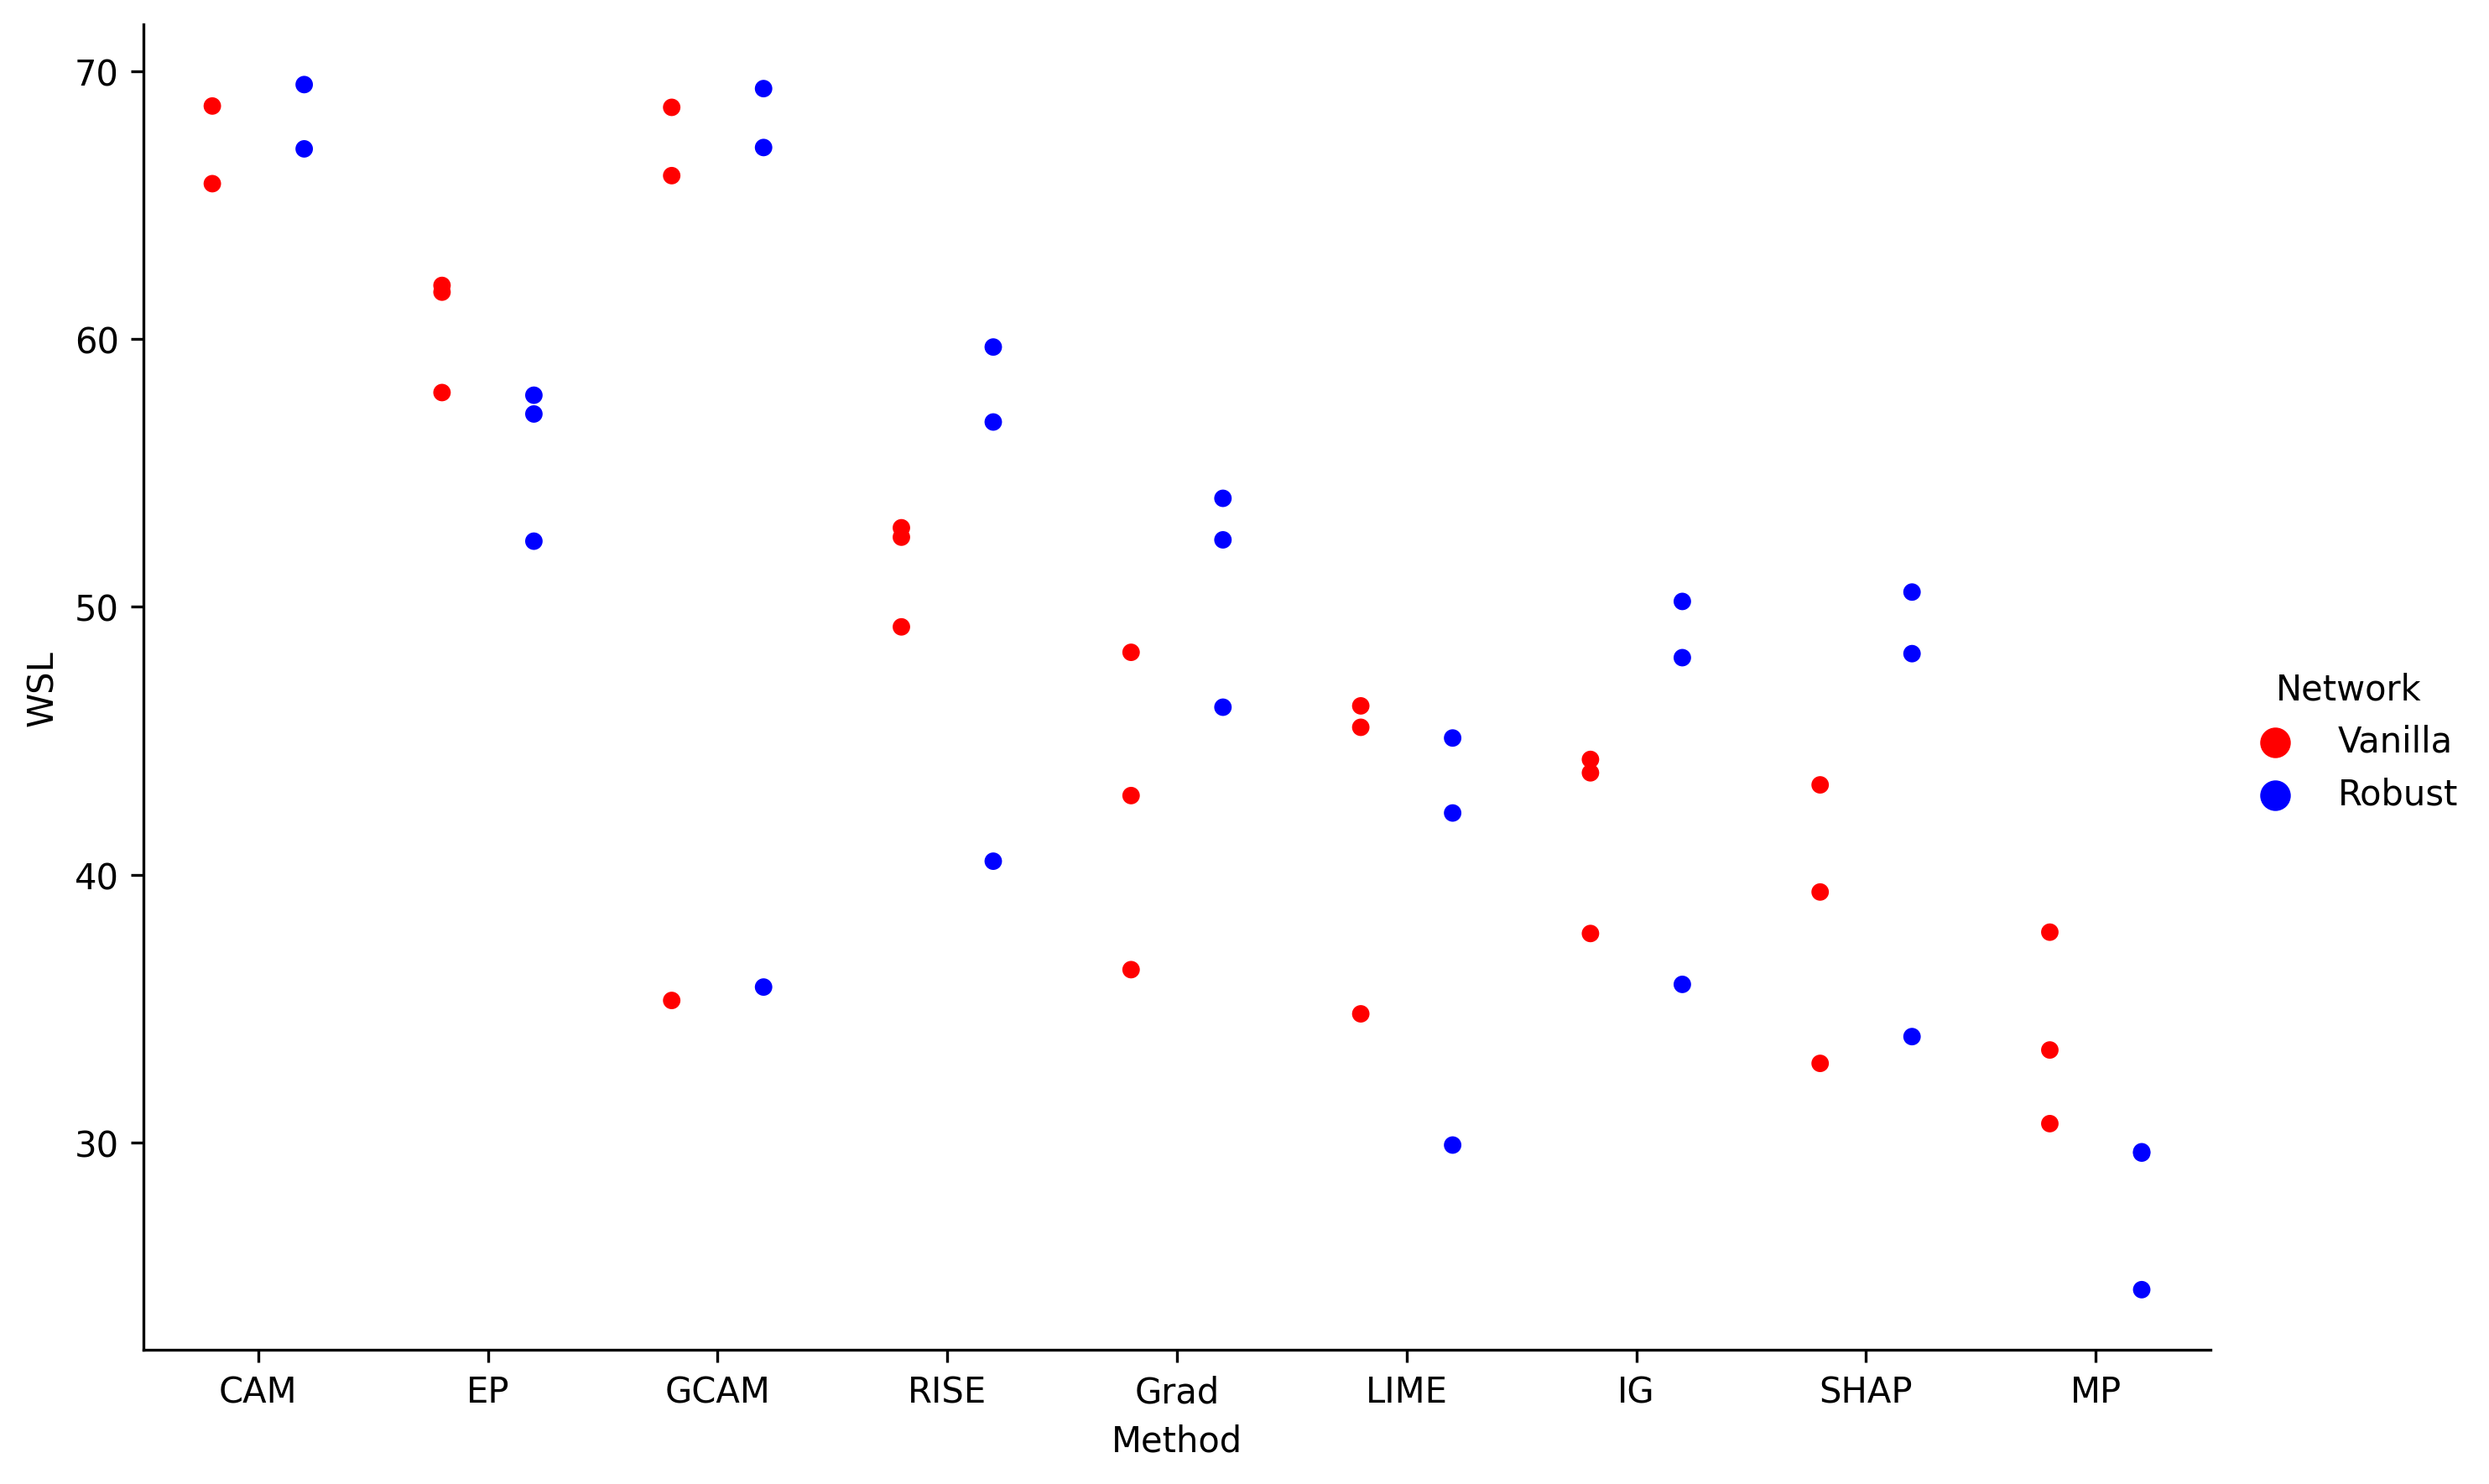 70
60
50
40
30
WSL
CAM EP GCAM RISE Grad LIME IG SHAP MP
Method
Network
Vanilla
Robust